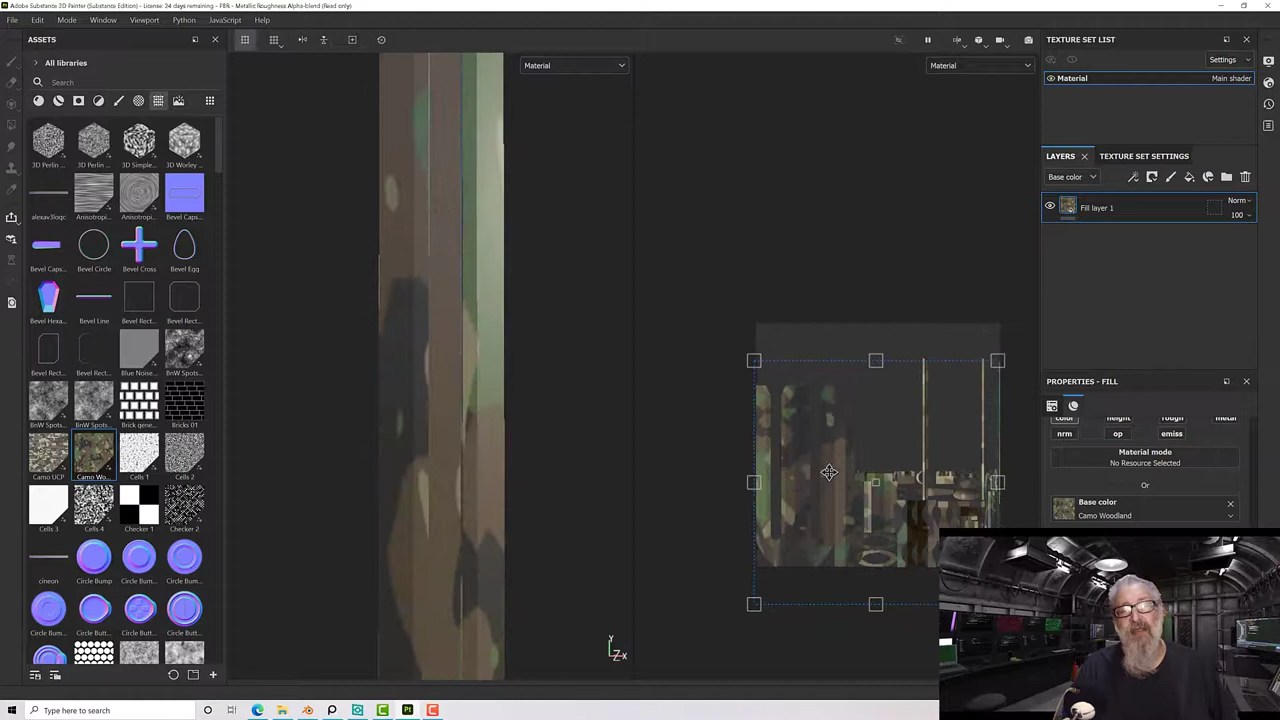 Adobe Substance 3D Painter (Substance Edition) - License: 24 days remaining - PBR - Metallic Roughness Alpha-blend (Read only)
File Edit Mode Window Viewport Python JavaScript Help
ASSETS
All libraries
Search
3D Perlin ... 3D Perlin ... 3D Simple... 3D Worley ...
alexav3loqc Anisotropi... Anisotropi... Bevel Caps...
Bevel Caps... Bevel Circle Bevel Cross Bevel Egg
Bevel Hexa... Bevel Line Bevel Rect... Bevel Rect...
Bevel Rect... Bevel Rect... Blue Noise... BnW Spots...
BnW Spots... BnW Spots... Brick gene... Bricks 01
Camo UCP Camo Wo... Cells 1 Cells 2
Cells 3 Cells 4 Checker 1 Checker 2
cineon Circle Bump Circle Bum... Circle Bum...
Circle Bum... Circle Butt... Circle Butt... Circle Butt...
Material
Y
Z X
Material
TEXTURE SET LIST
Settings
Material Main shader
LAYERS TEXTURE SET SETTINGS
Base color
Fill layer 1 Norm
100
PROPERTIES - FILL
color height rough metal
nrm op emiss
Material mode
No Resource Selected
Or
Base color
Camo Woodland
Type here to search
Pt